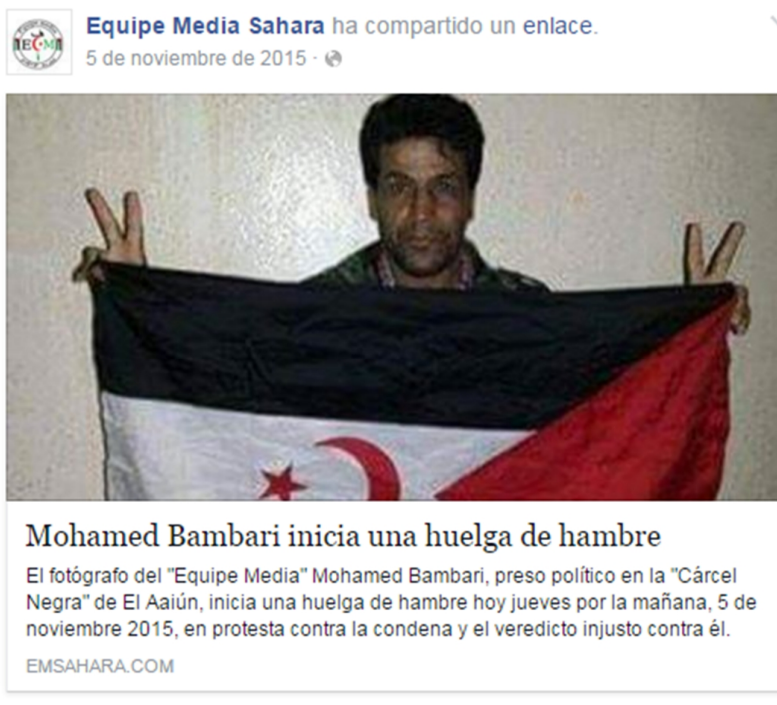 Equipe Media Sahara ha compartido un enlace.
5 de noviembre de 2015 ·
Mohamed Bambari inicia una huelga de hambre
El fotógrafo del "Equipe Media" Mohamed Bambari, preso político en la "Cárcel
Negra" de El Aaiún, inicia una huelga de hambre hoy jueves por la mañana, 5 de
noviembre 2015, en protesta contra la condena y el veredicto injusto contra él.
EMSAHARA.COM